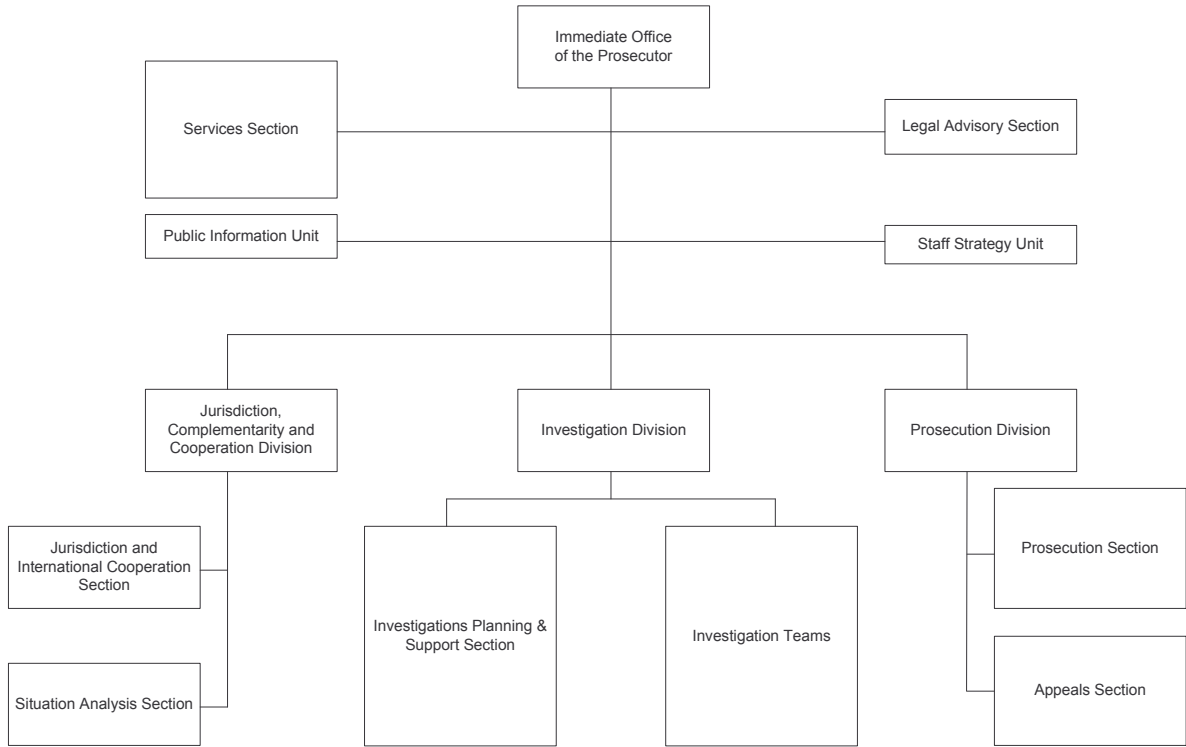 Immediate Office
of the Prosecutor
Services Section
Legal Advisory Section
Public Information Unit
Staff Strategy Unit
Jurisdiction,
Complementarity and
Cooperation Division
Investigation Division
Prosecution Division
Jurisdiction and
International Cooperation
Section
Prosecution Section
Investigations Planning &
Support Section
Investigation Teams
Situation Analysis Section
Appeals Section